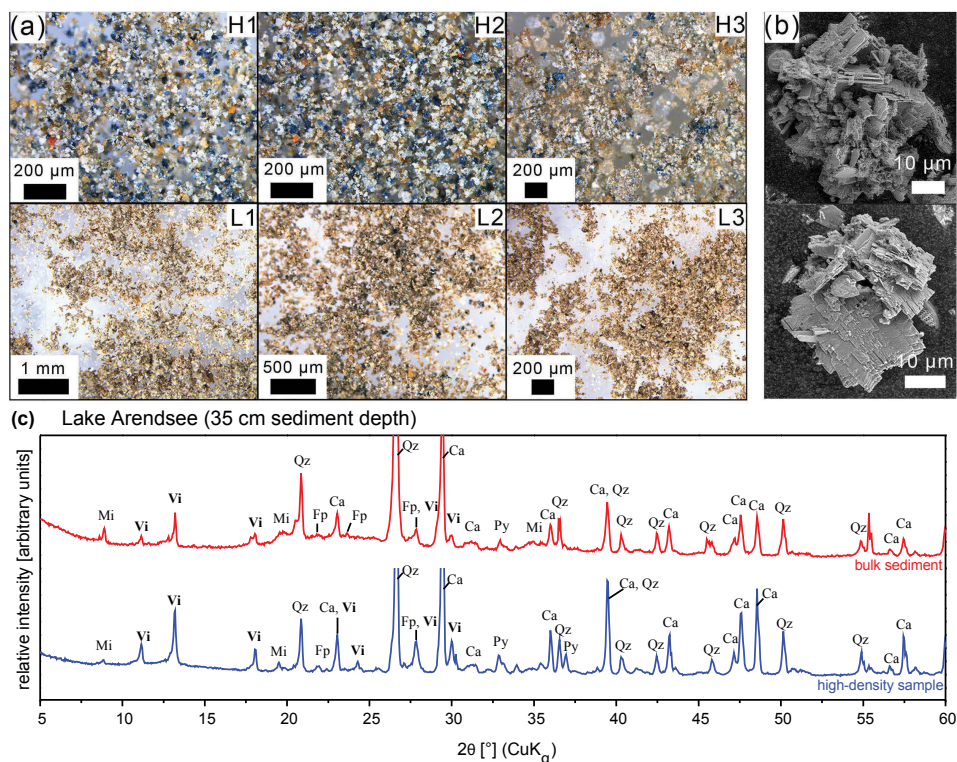 (a) H1 H2 H3 (b)
200 µm 200 µm 200 µm 10 µm
L1 L2 L3
1 mm 500 µm 200 µm 10 µm
(c) Lake Arendsee (35 cm sediment depth)
relative intensity [arbitrary units]
Mi Vi Vi Qz Vi Mi Fp Ca Fp Qz Fp, Vi Ca Vi Ca Py Mi Ca Qz Ca, Qz Qz Qz Ca Qz Ca Ca Ca Qz Qz Ca Ca
bulk sediment
Mi Vi Vi Vi Qz Mi Fp Ca, Vi Vi Qz Fp, Vi Ca Vi Ca Py Ca Qz Py Ca, Qz Qz Qz Ca Qz Ca Ca Ca Qz Qz Ca Ca
high-density sample
5 10 15 20 25 30 35 40 45 50 55 60
2θ [°] (CuKα)